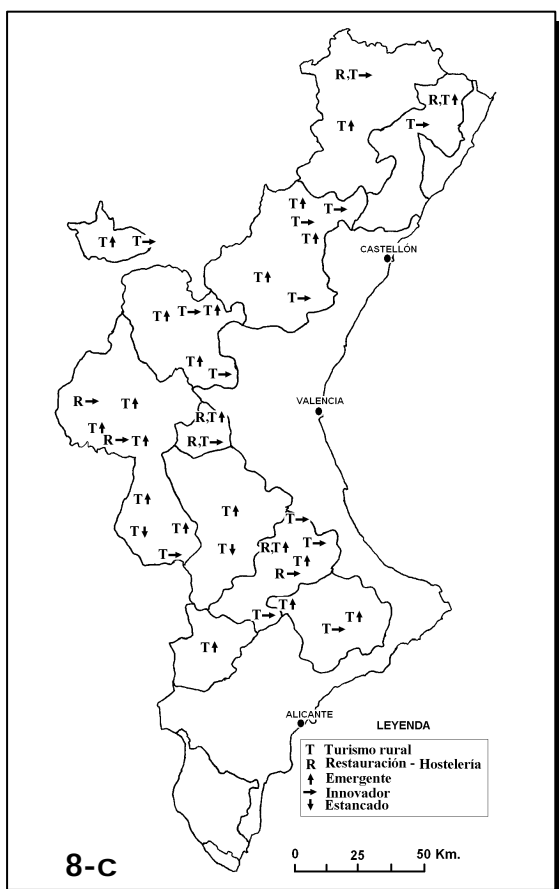 R,T→
R,T↑
T→
T↑
T↑
T→
T→
T↑
T↑
T→
CASTELLÓN
T↑
T→
T↑
T→
T↑
T↑
T→
R→
T↑
VALENCIA
R,T↑
T↑
R→
T↑
R,T→
T↑
T↑
T→
T↓
T↑
T→
R,T↑
T↓
T→
T↑
R→
T↑
T→
T↑
T→
T↑
ALICANTE
LEYENDA
T Turismo rural
R Restauración - Hostelería
↑ Emergente
→ Innovador
↓ Estancado
8-C
0 25 50 Km.